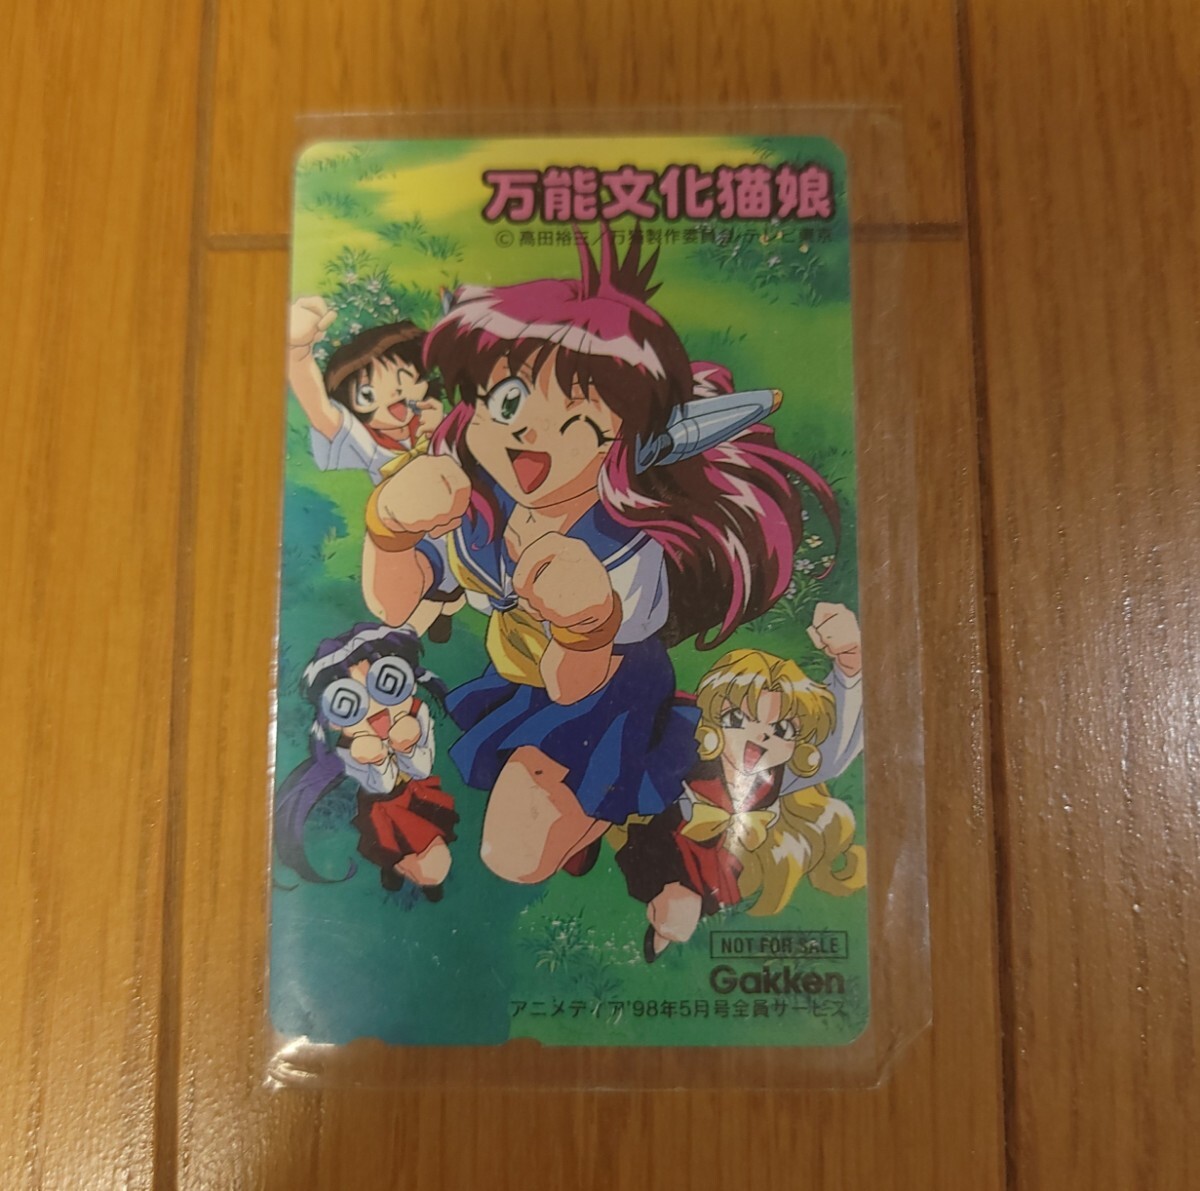 万能文化猫娘
© 高田裕三/万猫製作委員会・テレビ東京
NOT FOR SALE
Gakken
アニメディア'98年5月号全員サービス